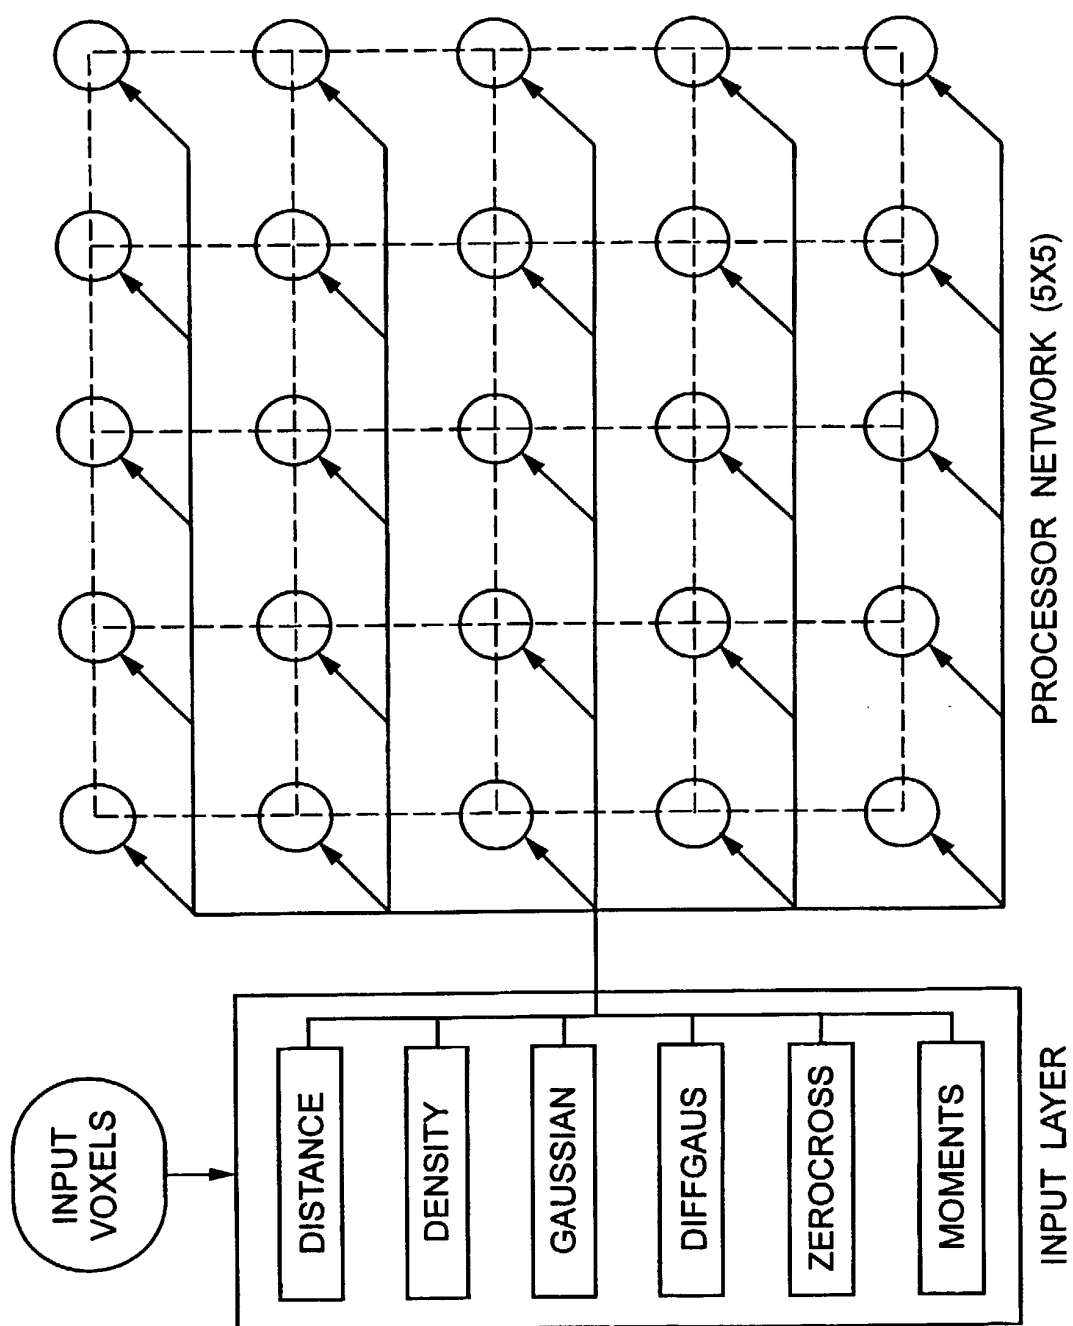 INPUT
VOXELS
DISTANCE
DENSITY
GAUSSIAN
DIFFGAUS
ZEROCROSS
MOMENTS
INPUT LAYER
PROCESSOR NETWORK (5X5)